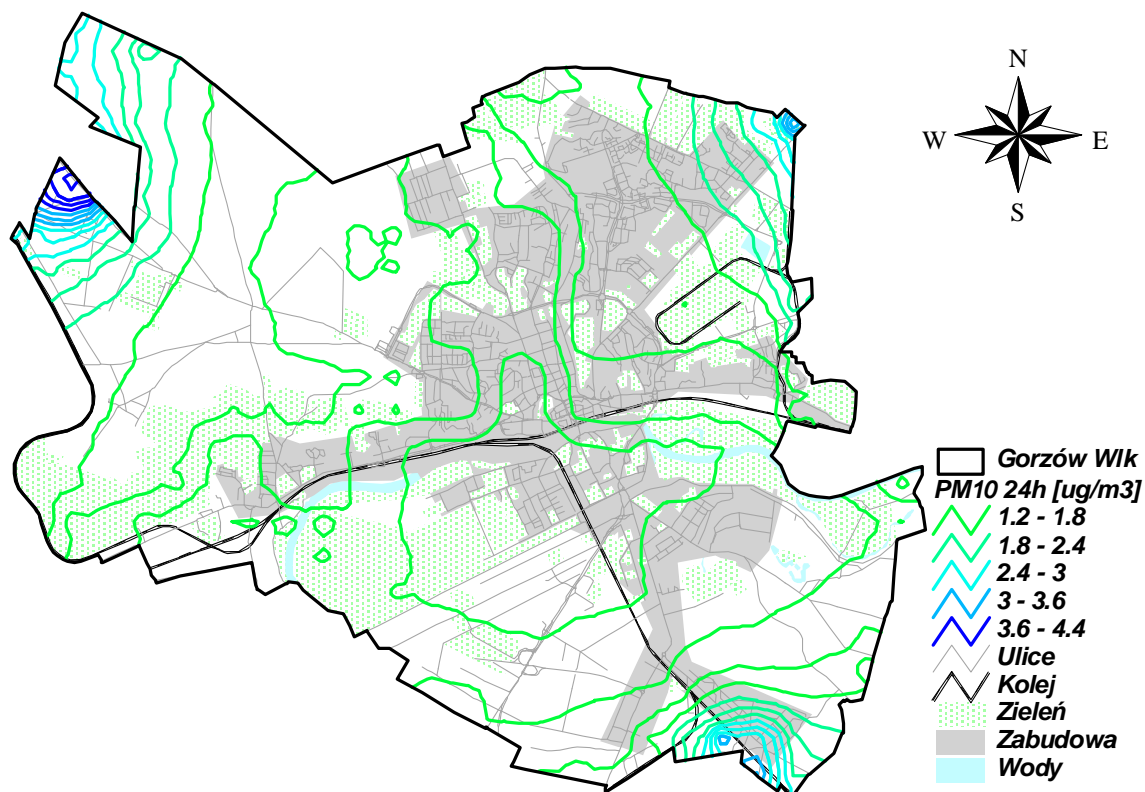 N
W
E
S
Gorzów Wlk
PM10 24h [ug/m3]
1.2 - 1.8
1.8 - 2.4
2.4 - 3
3 - 3.6
3.6 - 4.4
Ulice
Kolej
Zieleń
Zabudowa
Wody